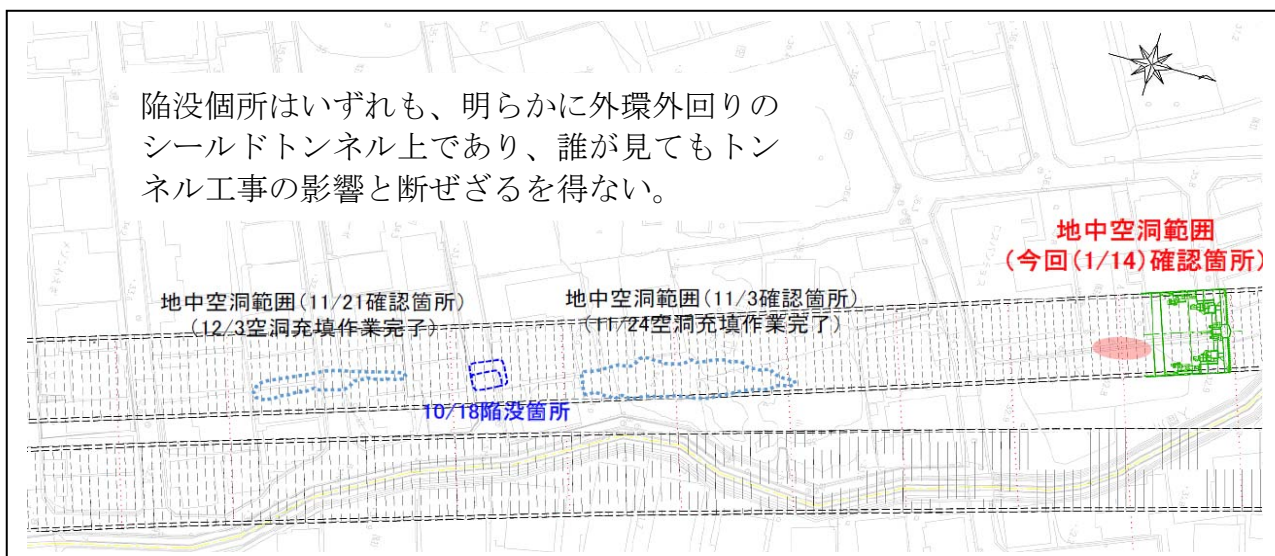 陥没個所はいずれも、明らかに外環外回りの
シールドトンネル上であり、誰が見てもトン
ネル工事の影響と断ぜざるを得ない。
地中空洞範囲
(今回(1/14)確認箇所)
地中空洞範囲(11/21確認箇所)
(12/3空洞充填作業完了)
地中空洞範囲(11/3確認箇所)
(11/24空洞充填作業完了)
10/18陥没箇所